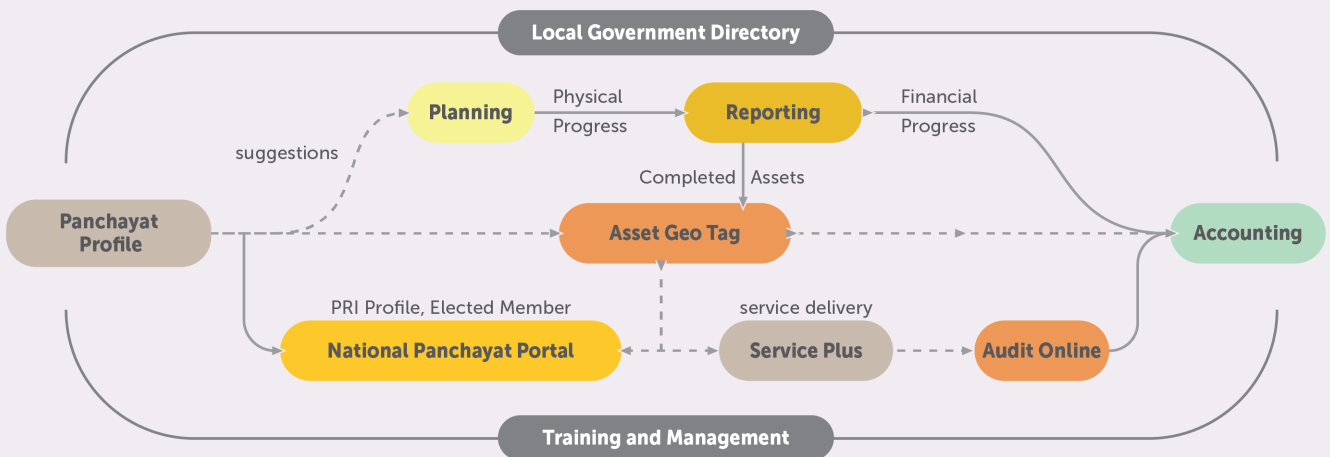 Local Government Directory
Planning
Physical
Progress
Reporting
Financial
Progress
suggestions
Completed Assets
Panchayat
Profile
Asset Geo Tag
Accounting
PRI Profile, Elected Member
service delivery
National Panchayat Portal
Service Plus
Audit Online
Training and Management